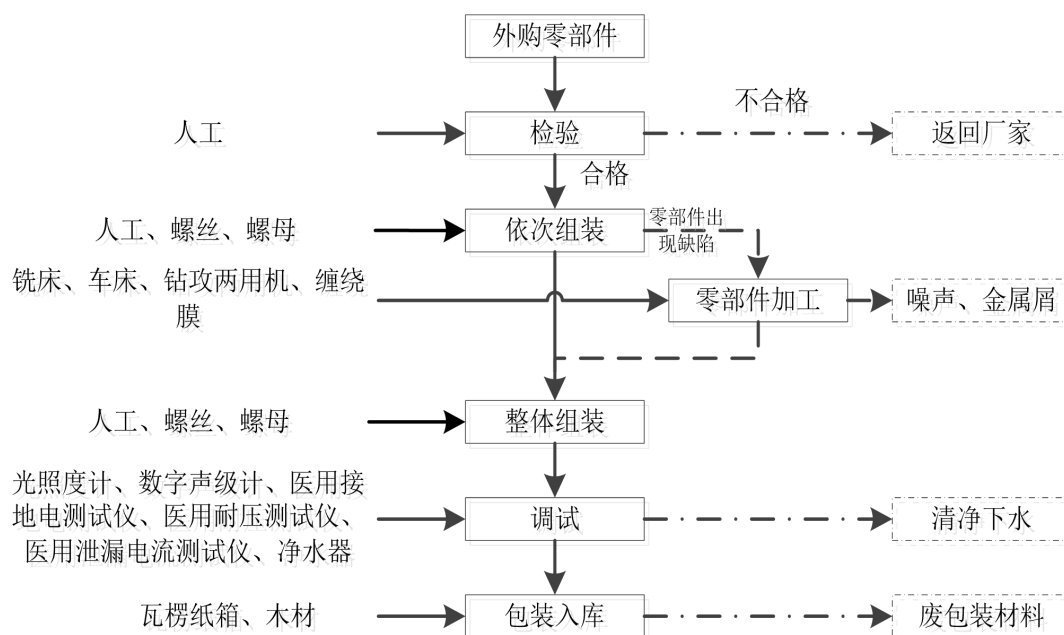 外购零部件
不合格
人工
检验
返回厂家
合格
人工、螺丝、螺母
依次组装
零部件出
现缺陷
铣床、车床、钻攻两用机、缠绕
膜
零部件加工
噪声、金属屑
人工、螺丝、螺母
整体组装
光照度计、数字声级计、医用接
地电测试仪、医用耐压测试仪、
医用泄漏电流测试仪、净水器
调试
清净下水
瓦楞纸箱、木材
包装入库
废包装材料